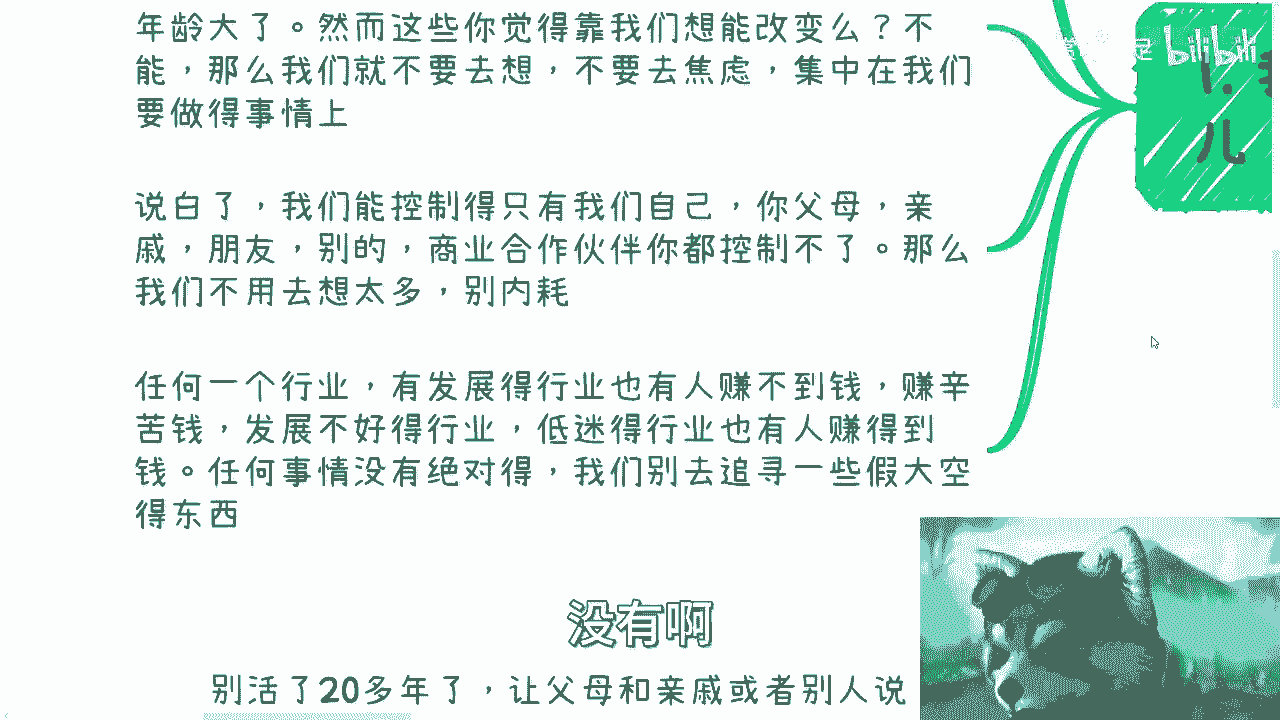 年龄大了。然而这些你觉得靠我们想能改变么？不
能，那么我们就不要去想，不要去焦虑，集中在我们
要做得事情上
说白了，我们能控制得只有我们自己，你父母，亲
戚，朋友，别的，商业合作伙伴你都控制不了。那么
我们不用去想太多，别内耗
任何一个行业，有发展得行业也有人赚不到钱，赚辛
苦钱，发展不好得行业，低迷得行业也有人赚得到
钱。任何事情没有绝对得，我们别去追寻一些假大空
得东西
bilibili
1.
儿
没有啊
别活了20多年了，让父母和亲戚或者别人说